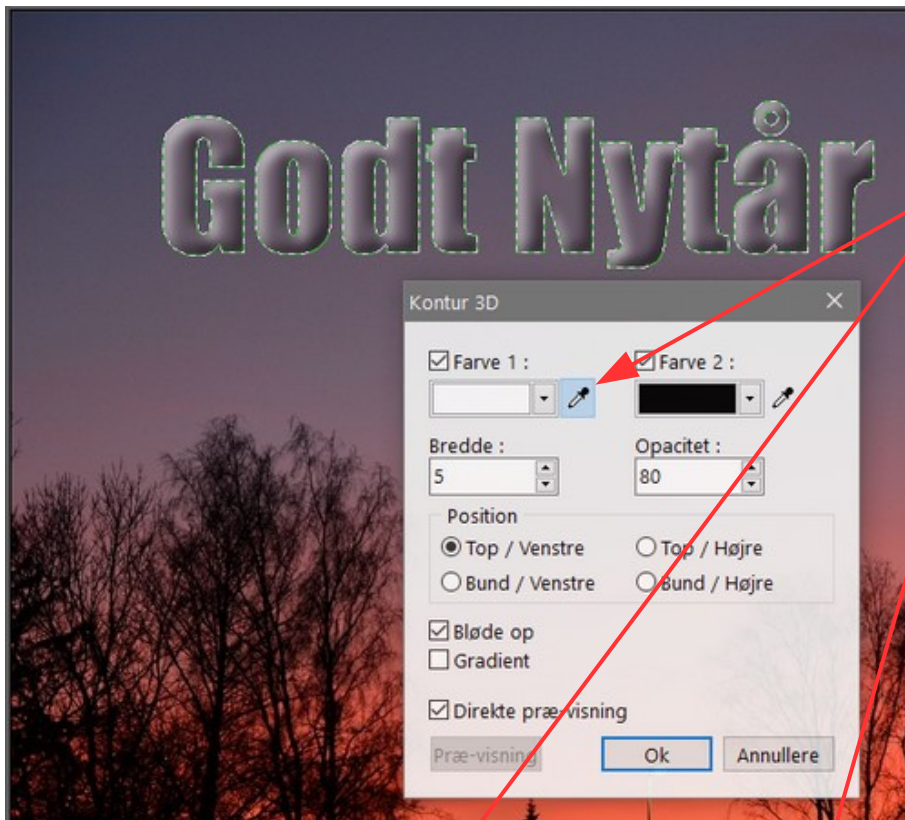 Godt Nytår
Kontur 3D
Farve 1 :
Farve 2 :
Bredde :
Opacitet :
5
80
Position
Top / Venstre
Top / Højre
Bund / Venstre
Bund / Højre
Bløde op
Gradient
Direkte præ-visning
Præ-visning
Ok
Annullere